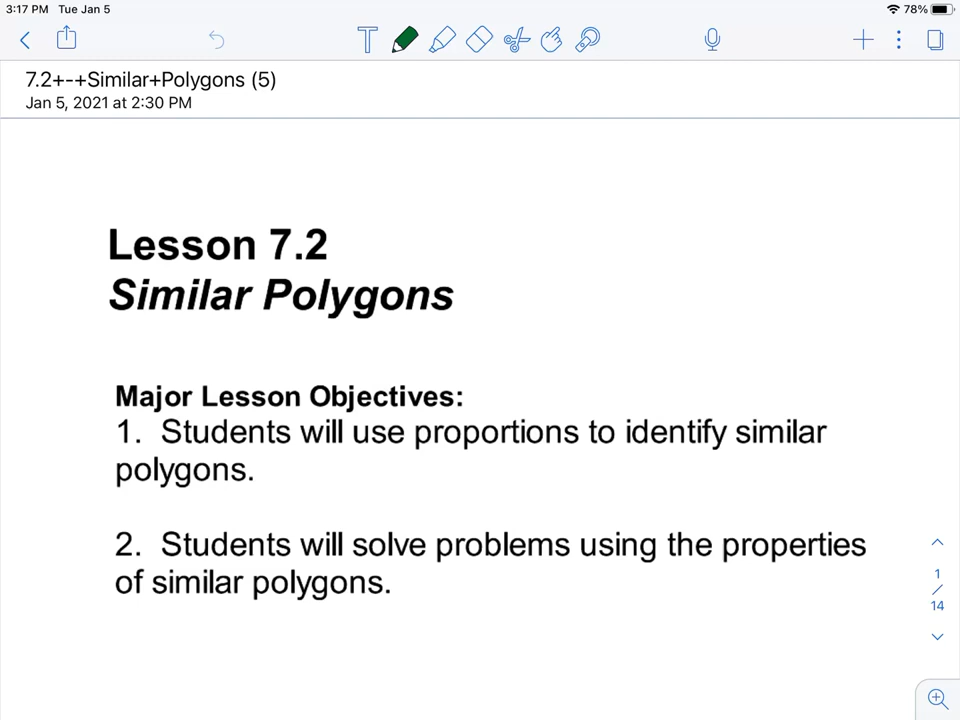 3:17 PM Tue Jan 5
78%
7.2+-+Similar+Polygons (5)
Jan 5, 2021 at 2:30 PM
Lesson 7.2
Similar Polygons
Major Lesson Objectives:
1. Students will use proportions to identify similar
polygons.
2. Students will solve problems using the properties
of similar polygons.
1
/
14